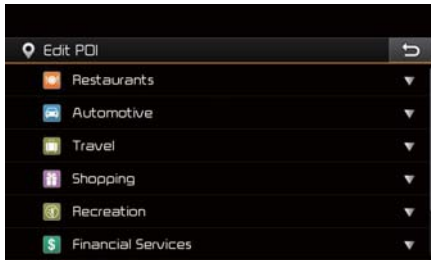 Edit POI
Restaurants
Automotive
Travel
Shopping
Recreation
$ Financial Services